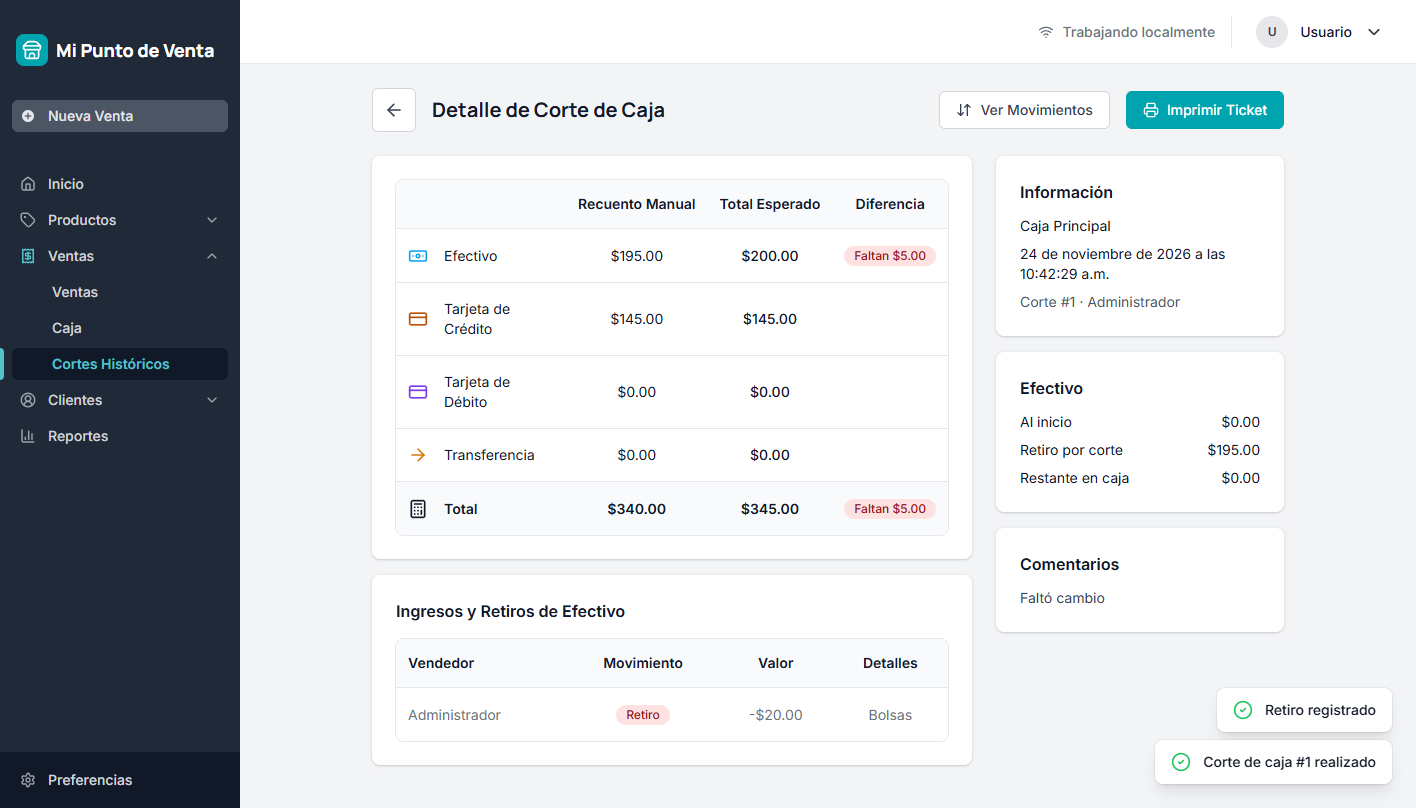 Mi Punto de Venta
Nueva Venta
Inicio
Productos
Ventas
Ventas
Caja
Cortes Históricos
Clientes
Reportes
Preferencias
Trabajando localmente
U
Usuario
Detalle de Corte de Caja
Ver Movimientos
Imprimir Ticket
Recuento Manual Total Esperado Diferencia
Efectivo $195.00 $200.00 Faltan $5.00
Tarjeta de
Crédito $145.00 $145.00
Tarjeta de
Débito $0.00 $0.00
Transferencia $0.00 $0.00
Total $340.00 $345.00 Faltan $5.00
Ingresos y Retiros de Efectivo
Vendedor Movimiento Valor Detalles
Administrador Retiro -$20.00 Bolsas
Información
Caja Principal
24 de noviembre de 2026 a las
10:42:29 a.m.
Corte #1 · Administrador
Efectivo
Al inicio $0.00
Retiro por corte $195.00
Restante en caja $0.00
Comentarios
Faltó cambio
Retiro registrado
Corte de caja #1 realizado